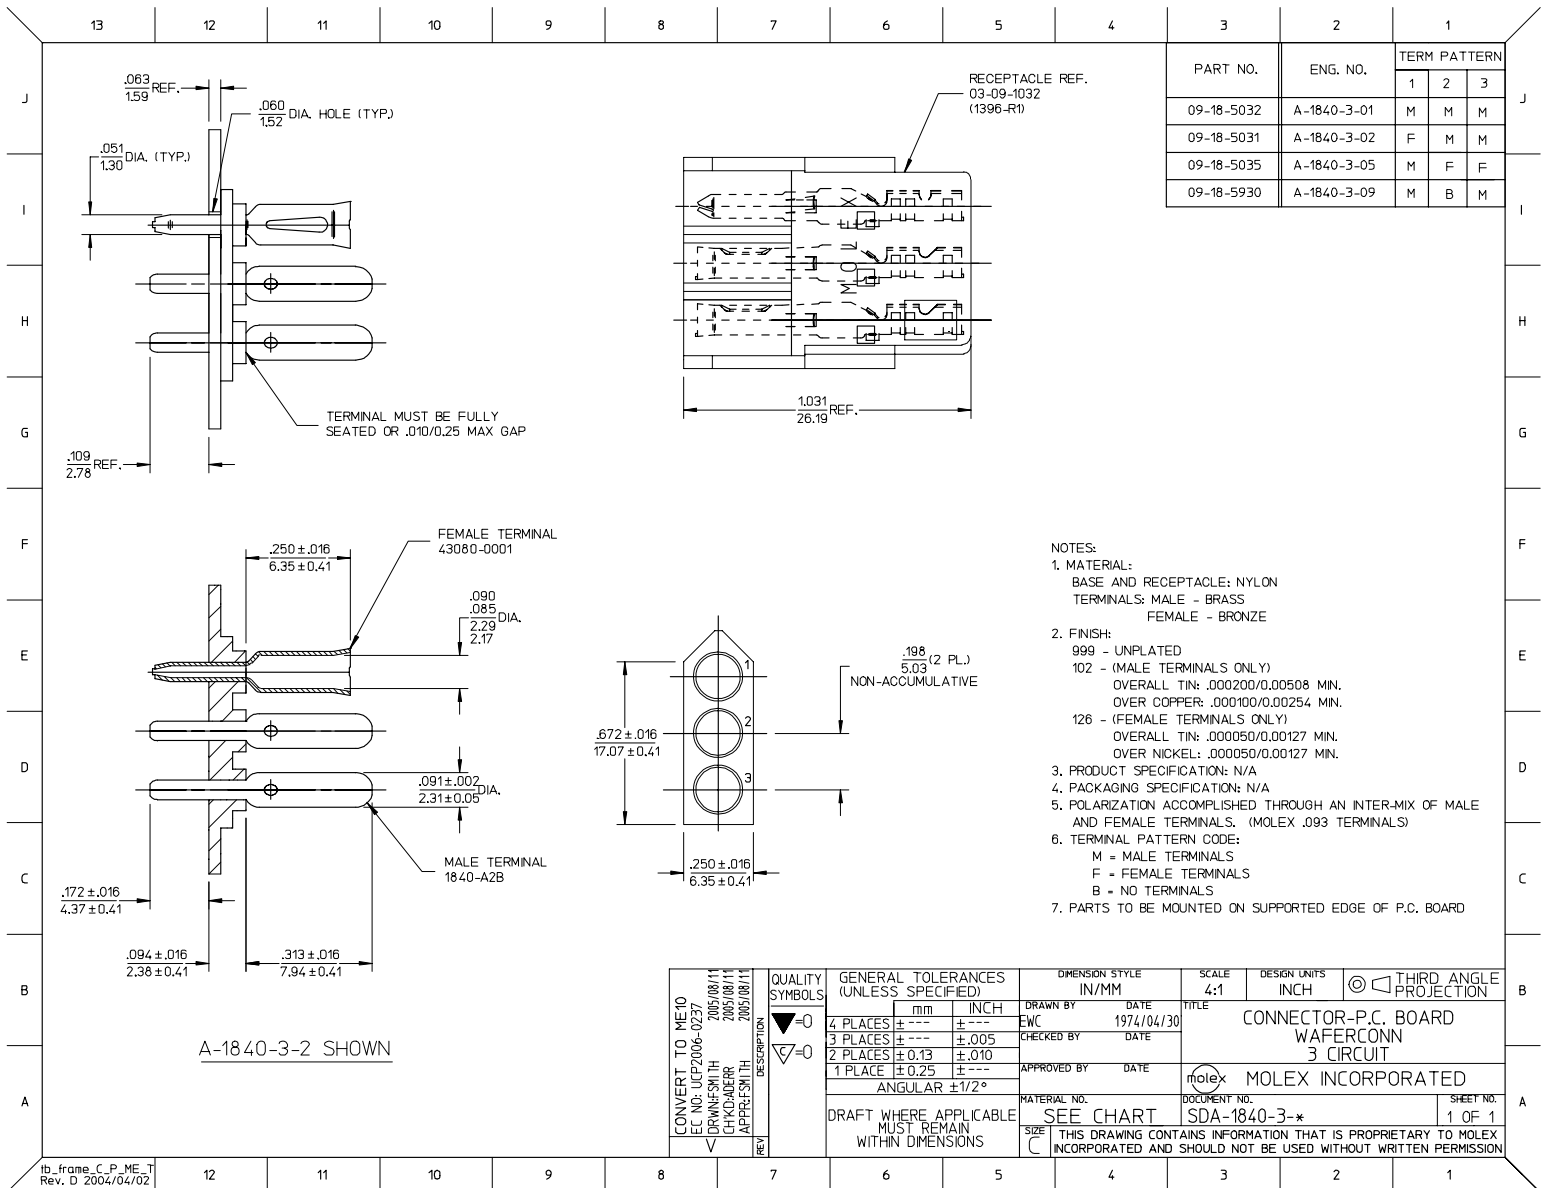 13 12 11 10 9 8 7 6 5 4 3 2 1
J
I
H
G
F
E
D
C
B
A
PART NO. ENG. NO. TERM PATTERN
1 2 3
09-18-5032 A-1840-3-01 M M M
09-18-5031 A-1840-3-02 F M M
09-18-5035 A-1840-3-05 M F F
09-18-5930 A-1840-3-09 M B M
.063
1.59 REF.
.060
1.52 DIA. HOLE (TYP.)
.051
1.30 DIA. (TYP.)
TERMINAL MUST BE FULLY
SEATED OR .010/0.25 MAX GAP
.109
2.78 REF.
RECEPTACLE REF.
03-09-1032
(1396-R1)
MOLEX
1.031
26.19 REF.
FEMALE TERMINAL
43080-0001
.250±.016
6.35±0.41
.090
.085
2.29
2.17 DIA.
.091±.002
2.31±0.05 DIA.
MALE TERMINAL
1840-A2B
.172±.016
4.37±0.41
.094±.016
2.38±0.41
.313±.016
7.94±0.41
A-1840-3-2 SHOWN
1
2
3
.198
5.03 (2 PL.)
NON-ACCUMULATIVE
.672±.016
17.07±0.41
.250±.016
6.35±0.41
NOTES:
1. MATERIAL:
BASE AND RECEPTACLE: NYLON
TERMINALS: MALE - BRASS
FEMALE - BRONZE
2. FINISH:
999 - UNPLATED
102 - (MALE TERMINALS ONLY)
OVERALL TIN: .000200/0.00508 MIN.
OVER COPPER: .000100/0.00254 MIN.
126 - (FEMALE TERMINALS ONLY)
OVERALL TIN: .000050/0.00127 MIN.
OVER NICKEL: .000050/0.00127 MIN.
3. PRODUCT SPECIFICATION: N/A
4. PACKAGING SPECIFICATION: N/A
5. POLARIZATION ACCOMPLISHED THROUGH AN INTER-MIX OF MALE
AND FEMALE TERMINALS. (MOLEX .093 TERMINALS)
6. TERMINAL PATTERN CODE:
M = MALE TERMINALS
F = FEMALE TERMINALS
B = NO TERMINALS
7. PARTS TO BE MOUNTED ON SUPPORTED EDGE OF P.C. BOARD
CONVERT TO ME10
EC NO: UCP2006-0237
DRWN:FSMITH 2005/08/11
CH'KD:ADERR 2005/08/11
APPR:FSMITH 2005/08/11
V
REV DESCRIPTION
QUALITY
SYMBOLS
=0
C =0
GENERAL TOLERANCES
(UNLESS SPECIFIED)
mm INCH
4 PLACES ±--- ±---
3 PLACES ±--- ±.005
2 PLACES ±0.13 ±.010
1 PLACE ±0.25 ±---
ANGULAR ±1/2°
DRAFT WHERE APPLICABLE
MUST REMAIN
WITHIN DIMENSIONS
DIMENSION STYLE
IN/MM
SCALE
4:1
DESIGN UNITS
INCH
THIRD ANGLE
PROJECTION
DRAWN BY DATE
EWC 1974/04/30
CHECKED BY DATE
APPROVED BY DATE
TITLE
CONNECTOR-P.C. BOARD
WAFERCONN
3 CIRCUIT
molex MOLEX INCORPORATED
MATERIAL NO.
SEE CHART
DOCUMENT NO.
SDA-1840-3-*
SHEET NO.
1 OF 1
SIZE
C
THIS DRAWING CONTAINS INFORMATION THAT IS PROPRIETARY TO MOLEX
INCORPORATED AND SHOULD NOT BE USED WITHOUT WRITTEN PERMISSION
J
I
H
G
F
E
D
C
B
A
tb_frame_C_P_ME_T
Rev. D 2004/04/02
12 11 10 9 8 7 6 5 4 3 2 1